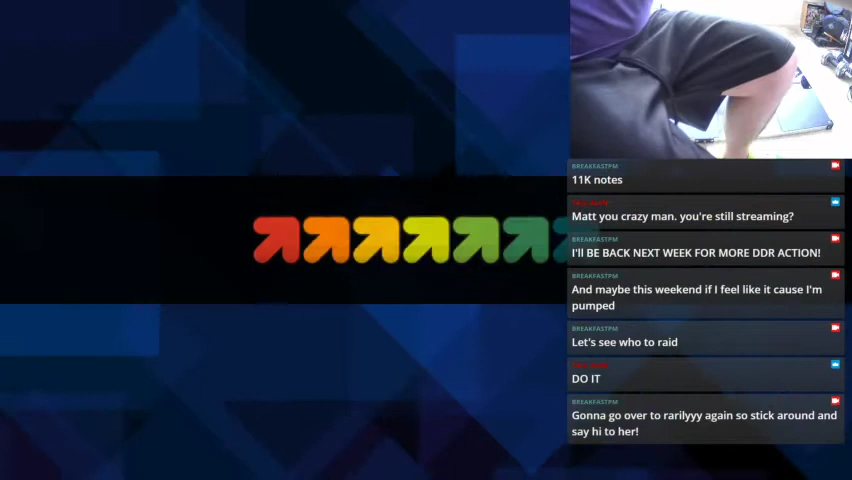 BREAKFASTPM
11K notes
Matt you crazy man. you're still streaming?
BREAKFASTPM
I'll BE BACK NEXT WEEK FOR MORE DDR ACTION!
BREAKFASTPM
And maybe this weekend if I feel like it cause I'm
pumped
BREAKFASTPM
Let's see who to raid
DO IT
BREAKFASTPM
Gonna go over to rarilyyy again so stick around and
say hi to her!